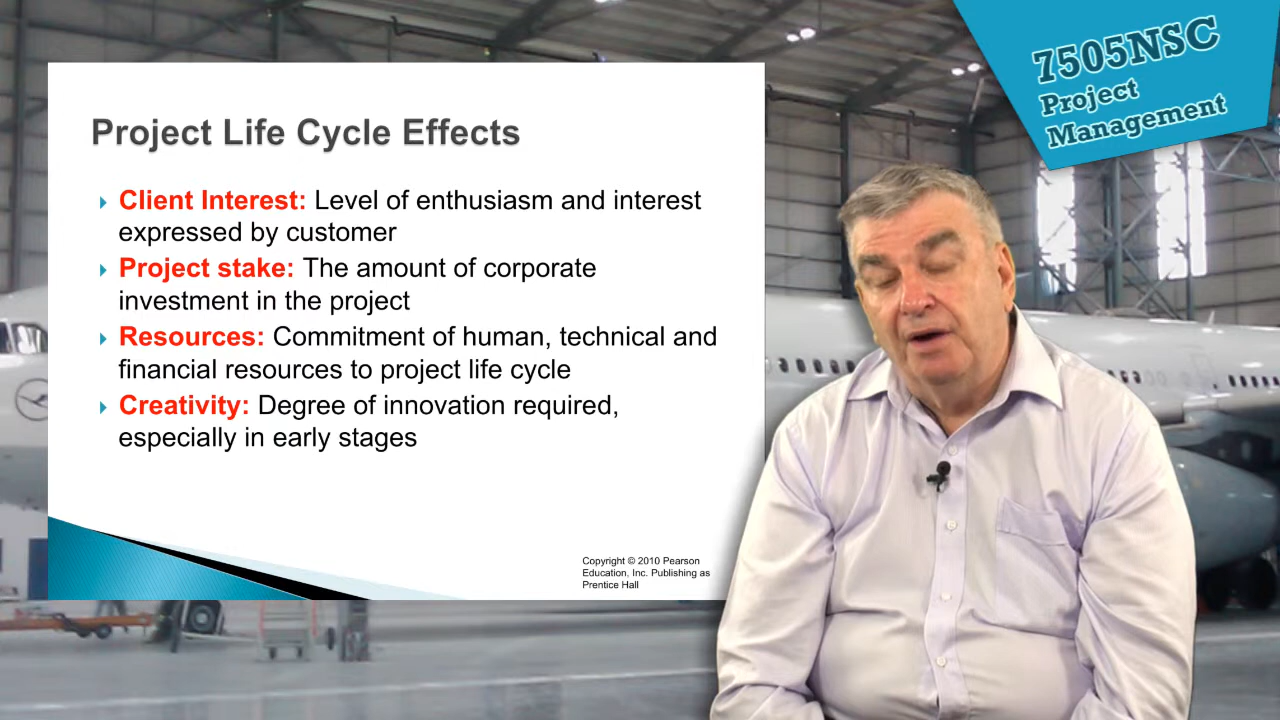 7505NSC
Project
Management
Project Life Cycle Effects
Client Interest: Level of enthusiasm and interest
expressed by customer
Project stake: The amount of corporate
investment in the project
Resources: Commitment of human, technical and
financial resources to project life cycle
Creativity: Degree of innovation required,
especially in early stages
Copyright © 2010 Pearson
Education, Inc. Publishing as
Prentice Hall